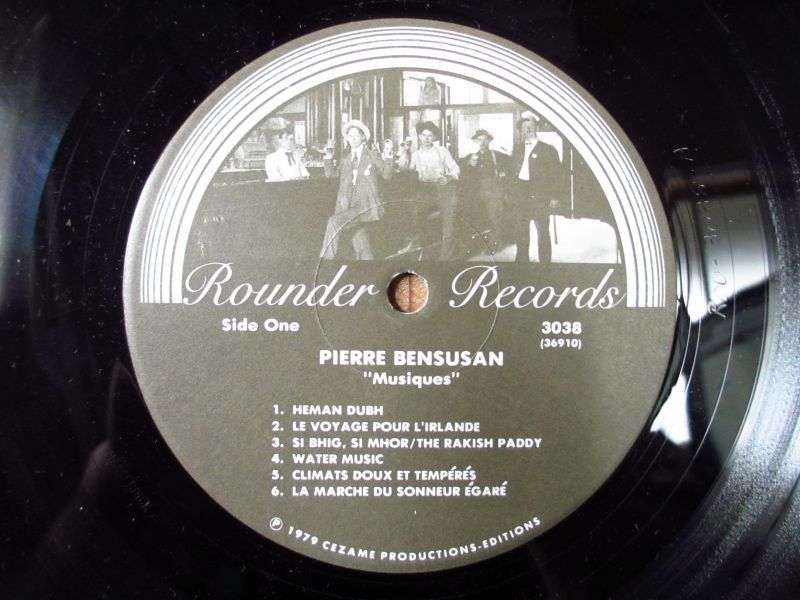 Rounder Records
Side One
3038
(36910)
PIERRE BENSUSAN
"Musiques"
1. HEMAN DUBH
2. LE VOYAGE POUR L'IRLANDE
3. SI BHIG, SI MHOR/THE RAKISH PADDY
4. WATER MUSIC
5. CLIMATS DOUX ET TEMPÉRÉS
6. LA MARCHE DU SONNEUR ÉGARÉ
℗ 1979 CEZAME PRODUCTIONS-EDITIONS